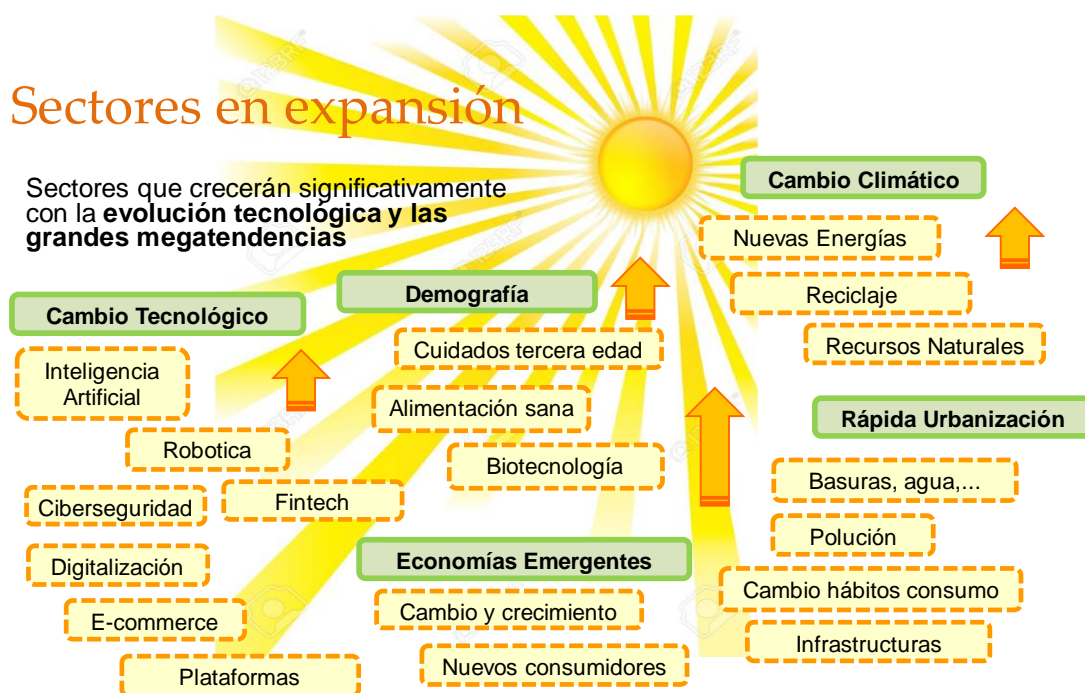 Sectores en expansión
Sectores que crecerán significativamente
con la evolución tecnológica y las
grandes megatendencias
Cambio Tecnológico
Inteligencia
Artificial
Robotica
Ciberseguridad
Fintech
Digitalización
E-commerce
Plataformas
Demografía
Cuidados tercera edad
Alimentación sana
Biotecnología
Economías Emergentes
Cambio y crecimiento
Nuevos consumidores
Cambio Climático
Nuevas Energías
Reciclaje
Recursos Naturales
Rápida Urbanización
Basuras, agua,...
Polución
Cambio hábitos consumo
Infrastructuras